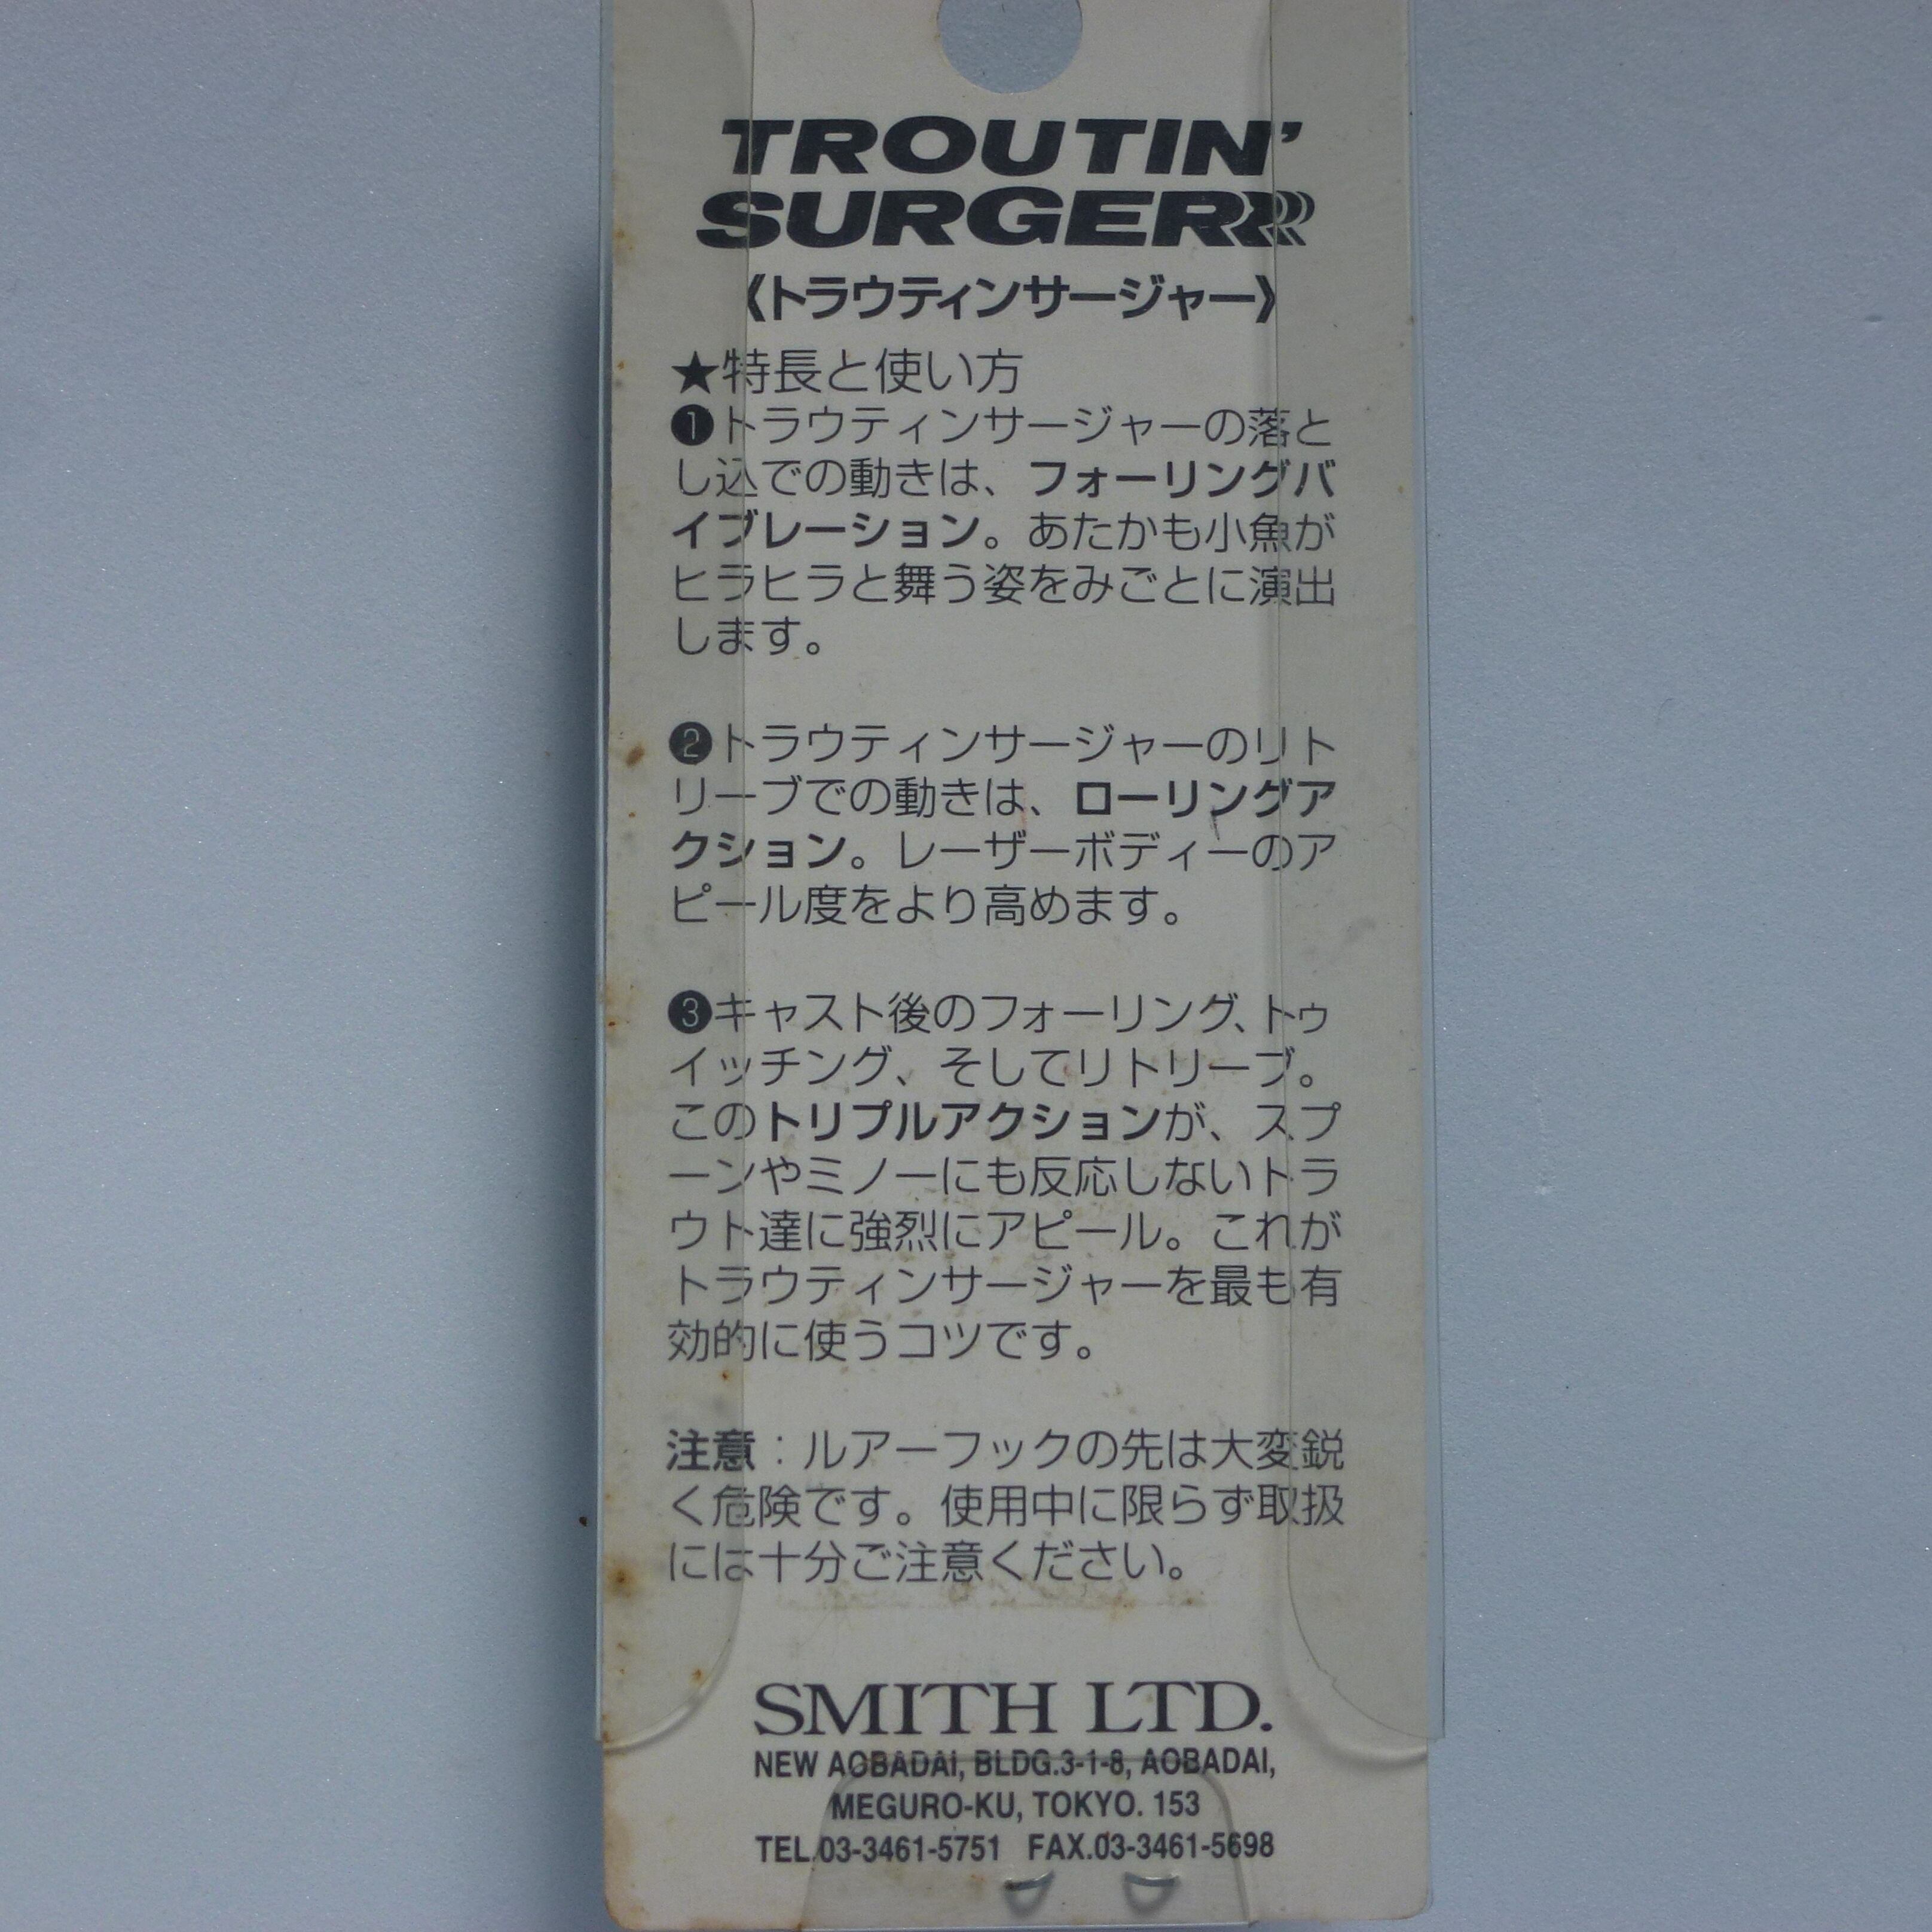 TROUTIN'
SURGER
《トラウティンサージャー》
★特長と使い方
❶トラウティンサージャーの落と
し込での動きは、フォーリングバ
イブレーション。あたかも小魚が
ヒラヒラと舞う姿をみごとに演出
します。
❷トラウティンサージャーのリト
リーブでの動きは、ローリングア
クション。レーザーボディーのア
ピール度をより高めます。
❸キャスト後のフォーリング、トゥ
イッチング、そしてリトリーブ。
このトリプルアクションが、スプ
ーンやミノーにも反応しないトラ
ウト達に強烈にアピール。これが
トラウティンサージャーを最も有
効的に使うコツです。
注意：ルアーフックの先は大変鋭
く危険です。使用中に限らず取扱
には十分ご注意ください。
SMITH LTD.
NEW AOBADAI, BLDG.3-1-8, AOBADAI,
MEGURO-KU, TOKYO. 153
TEL.03-3461-5751 FAX.03-3461-5698